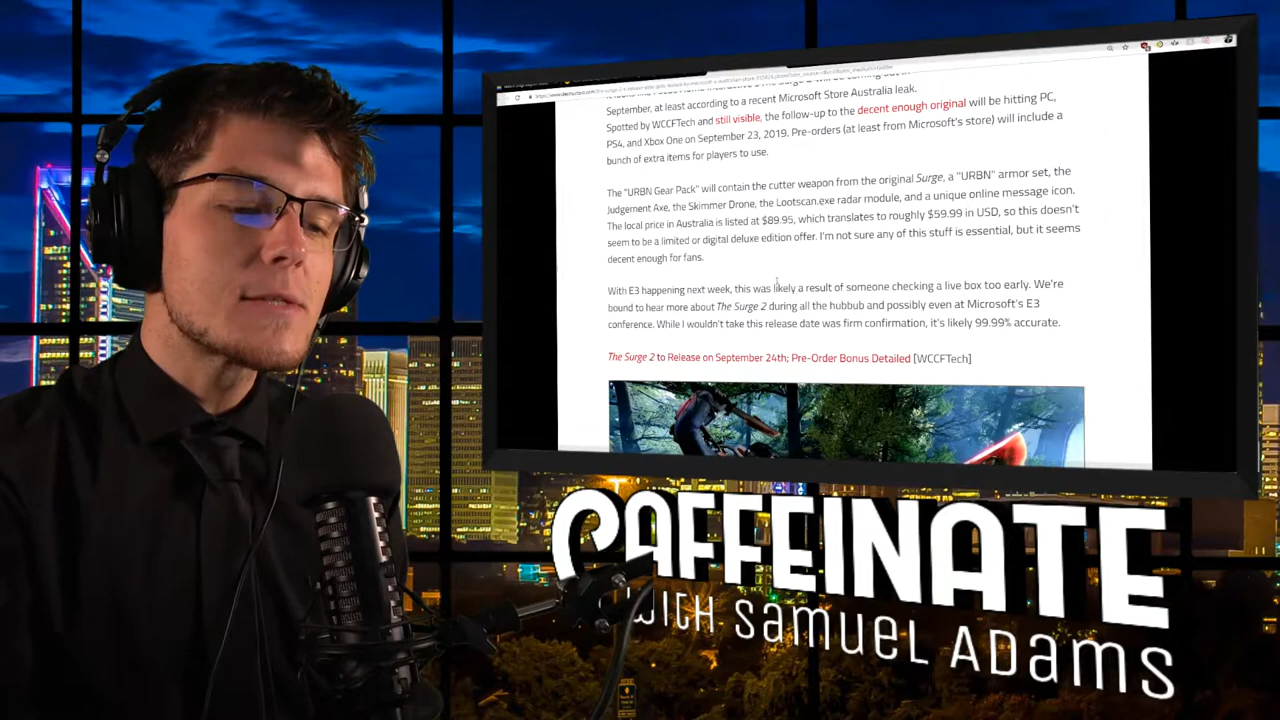 September, at least according to a recent Microsoft Store Australia leak.
Spotted by WCCFTech and still visible, the follow-up to the decent enough original will be hitting PC,
PS4, and Xbox One on September 23, 2019. Pre-orders (at least from Microsoft's store) will include a
bunch of extra items for players to use.
The "URBN Gear Pack" will contain the cutter weapon from the original Surge, a "URBN" armor set, the
Judgement Axe, the Skimmer Drone, the Lootscan.exe radar module, and a unique online message icon.
The local price in Australia is listed at $89.95, which translates to roughly $59.99 in USD, so this doesn't
seem to be a limited or digital deluxe edition offer. I'm not sure any of this stuff is essential, but it seems
decent enough for fans.
With E3 happening next week, this was likely a result of someone checking a live box too early. We're
bound to hear more about The Surge 2 during all the hubbub and possibly even at Microsoft's E3
conference. While I wouldn't take this release date was firm confirmation, it's likely 99.99% accurate.
The Surge 2 to Release on September 24th; Pre-Order Bonus Detailed [WCCFTech]
CAFFEINATE
WITH SAMUEL ADAMS